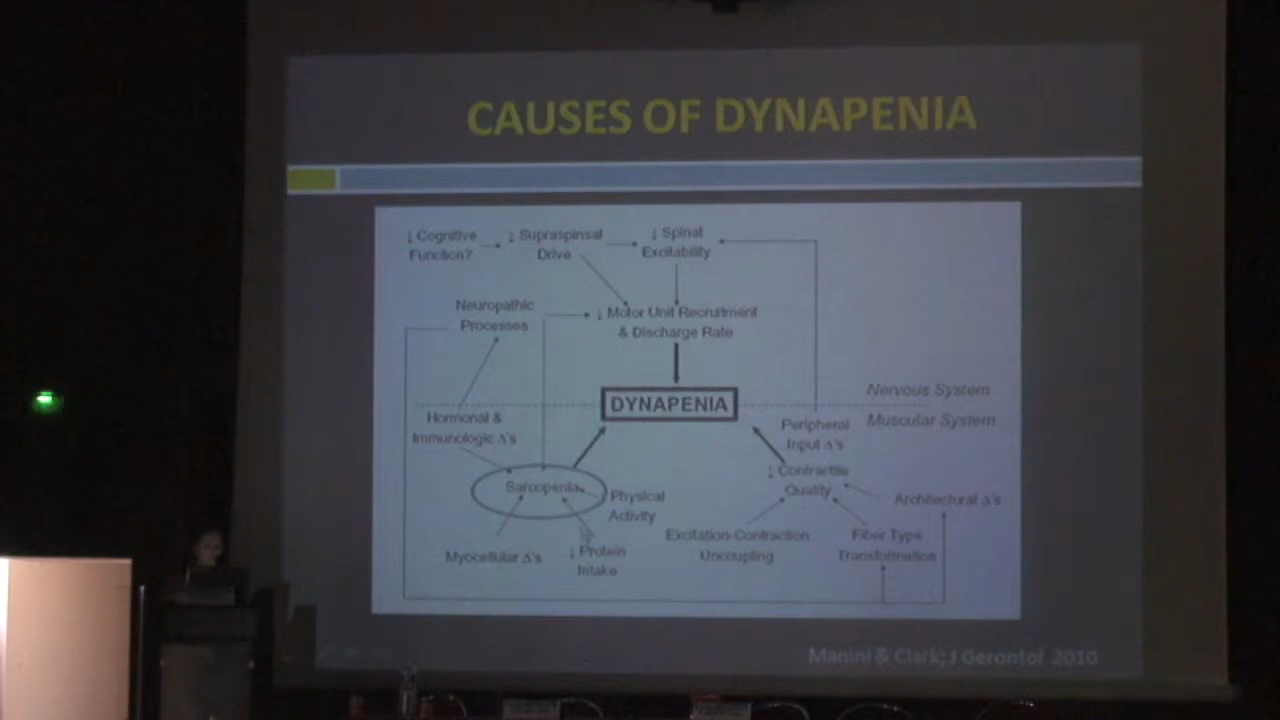 CAUSES OF DYNAPENIA
↓ Cognitive
Function?
↓ Supraspinsal
Drive
↓ Spinal
Excitability
Neuropathic
Processes
↓ Motor Unit Recruitment
& Discharge Rate
DYNAPENIA
Nervous System
Muscular System
Hormonal &
Immunologic Δ's
Peripheral
Input Δ's
Sarcopenia
Physical
Activity
↓ Contractile
Quality
Architectural Δ's
Myocellular Δ's
↓ Protein
Intake
Excitation-Contraction
Uncoupling
Fiber Type
Transformation
Manini & Clark; J Gerontol 2010